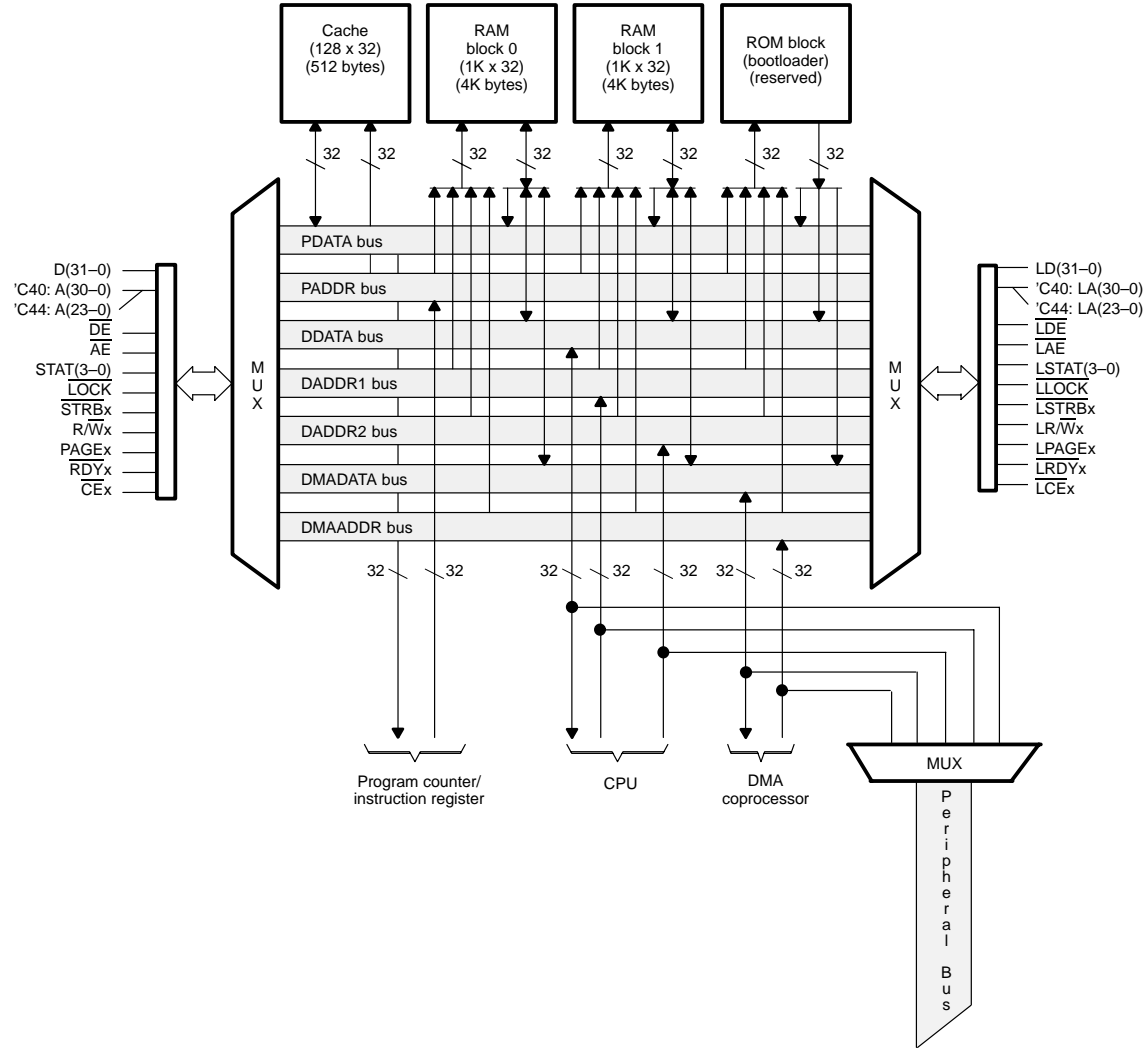 Cache
(128 x 32)
(512 bytes)
RAM
block 0
(1K x 32)
(4K bytes)
RAM
block 1
(1K x 32)
(4K bytes)
ROM block
(bootloader)
(reserved)
32
32
32
32
32
32
32
32
MUX
PDATA bus
PADDR bus
DDATA bus
DADDR1 bus
DADDR2 bus
DMADATA bus
DMAADDR bus
MUX
D(31–0)
'C40: A(30–0)
'C44: A(23–0)
DE
AE
STAT(3–0)
LOCK
STRBx
R/Wx
PAGEx
RDYx
CEx
LD(31–0)
'C40: LA(30–0)
'C44: LA(23–0)
LDE
LAE
LSTAT(3–0)
LLOCK
LSTRBx
LR/Wx
LPAGEx
LRDYx
LCEx
32
32
32
32
32
32
32
Program counter/
instruction register
CPU
DMA
coprocessor
MUX
Peripheral Bus